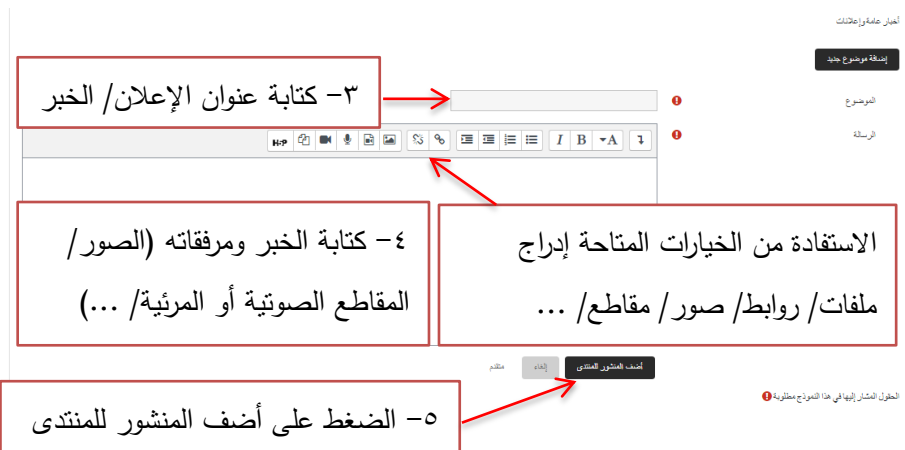 أخبار عامة وإعلانات
إضافة موضوع جديد
٣- كتابة عنوان الإعلان/ الخبر
الموضوع
الرسالة
A B I H-P
الاستفادة من الخيارات المتاحة إدراج
ملفات/ روابط/ صور/ مقاطع/ ...
٤- كتابة الخبر ومرفقاته (الصور/
المقاطع الصوتية أو المرئية/ ...)
أضف المنشور للمنتدى إلغاء متقدم
الحقول المشار إليها في هذا النموذج مطلوبة
٥- الضغط على أضف المنشور للمنتدى